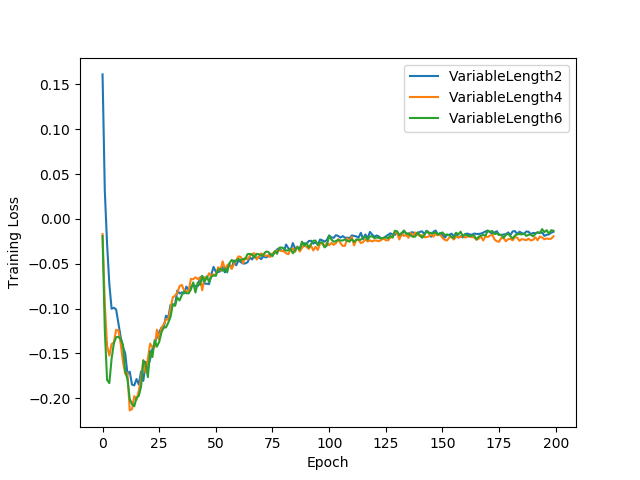 VariableLength2
VariableLength4
VariableLength6
0.15
0.10
0.05
0.00
−0.05
−0.10
−0.15
−0.20
Training Loss
0 25 50 75 100 125 150 175 200
Epoch